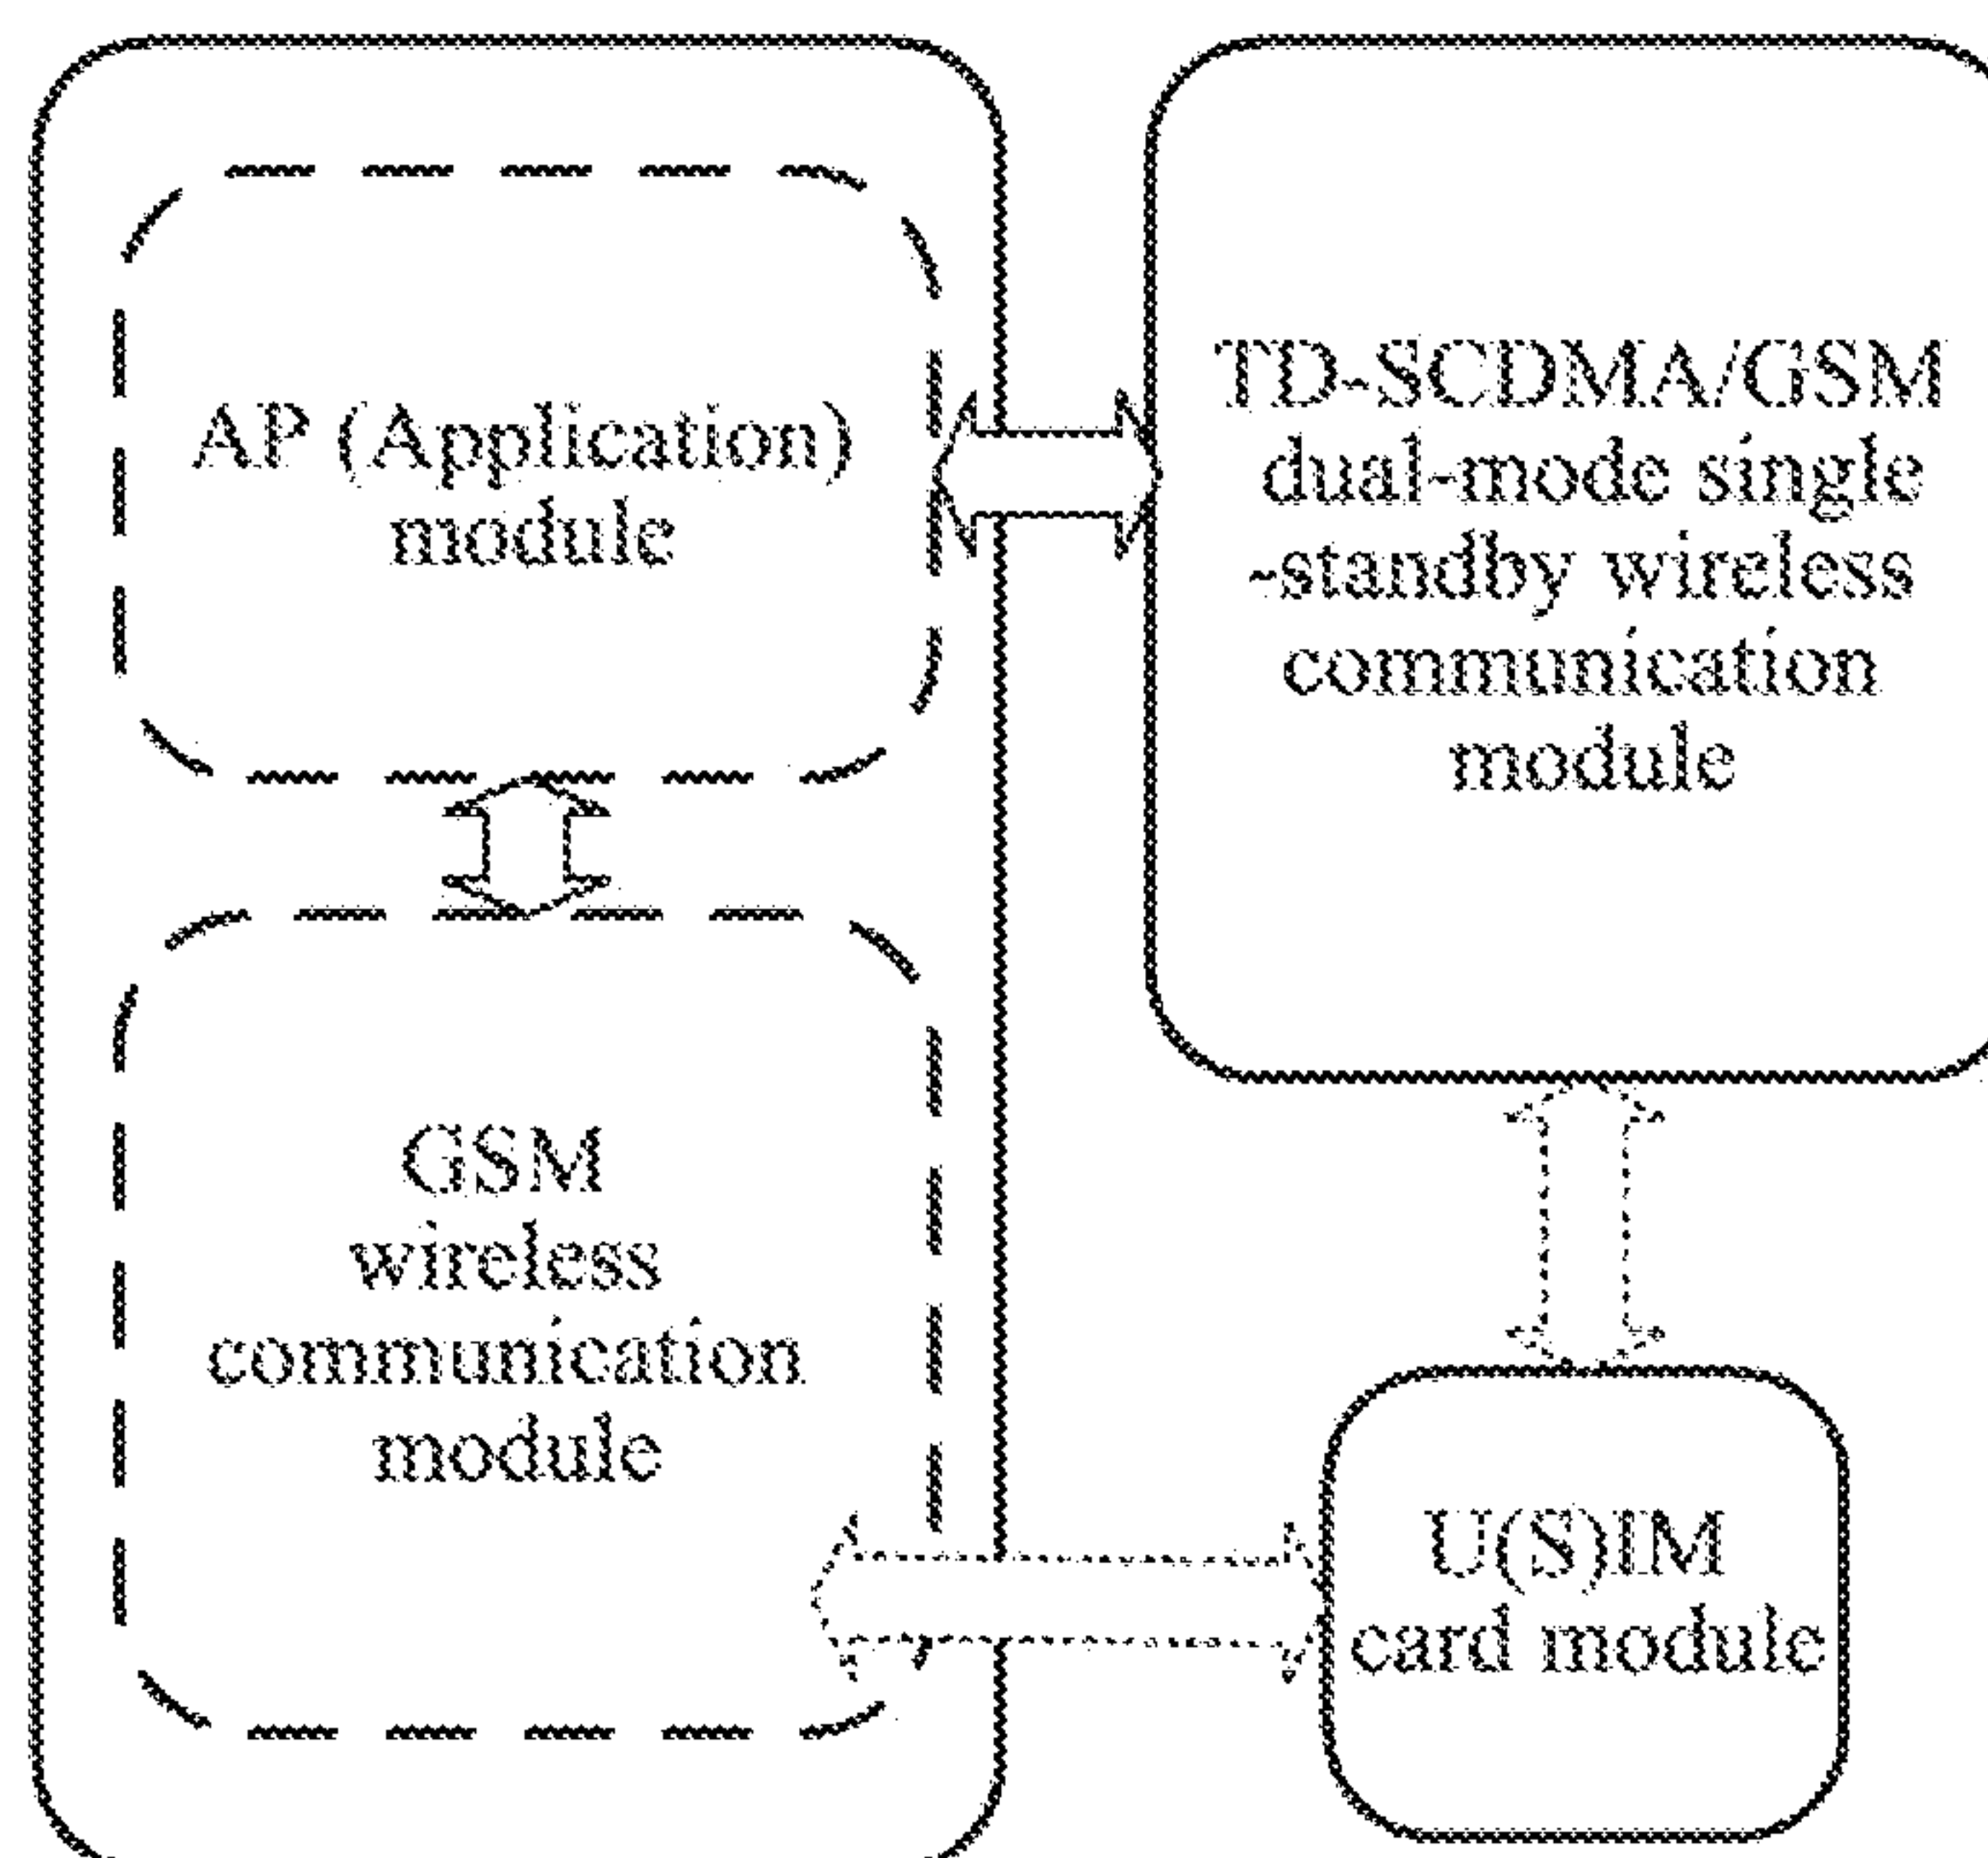 AP (Application)
module
TD-SCDMA/GSM
dual-mode single
-standby wireless
communication
module
GSM
wireless
communication
module
U(S)IM
card module